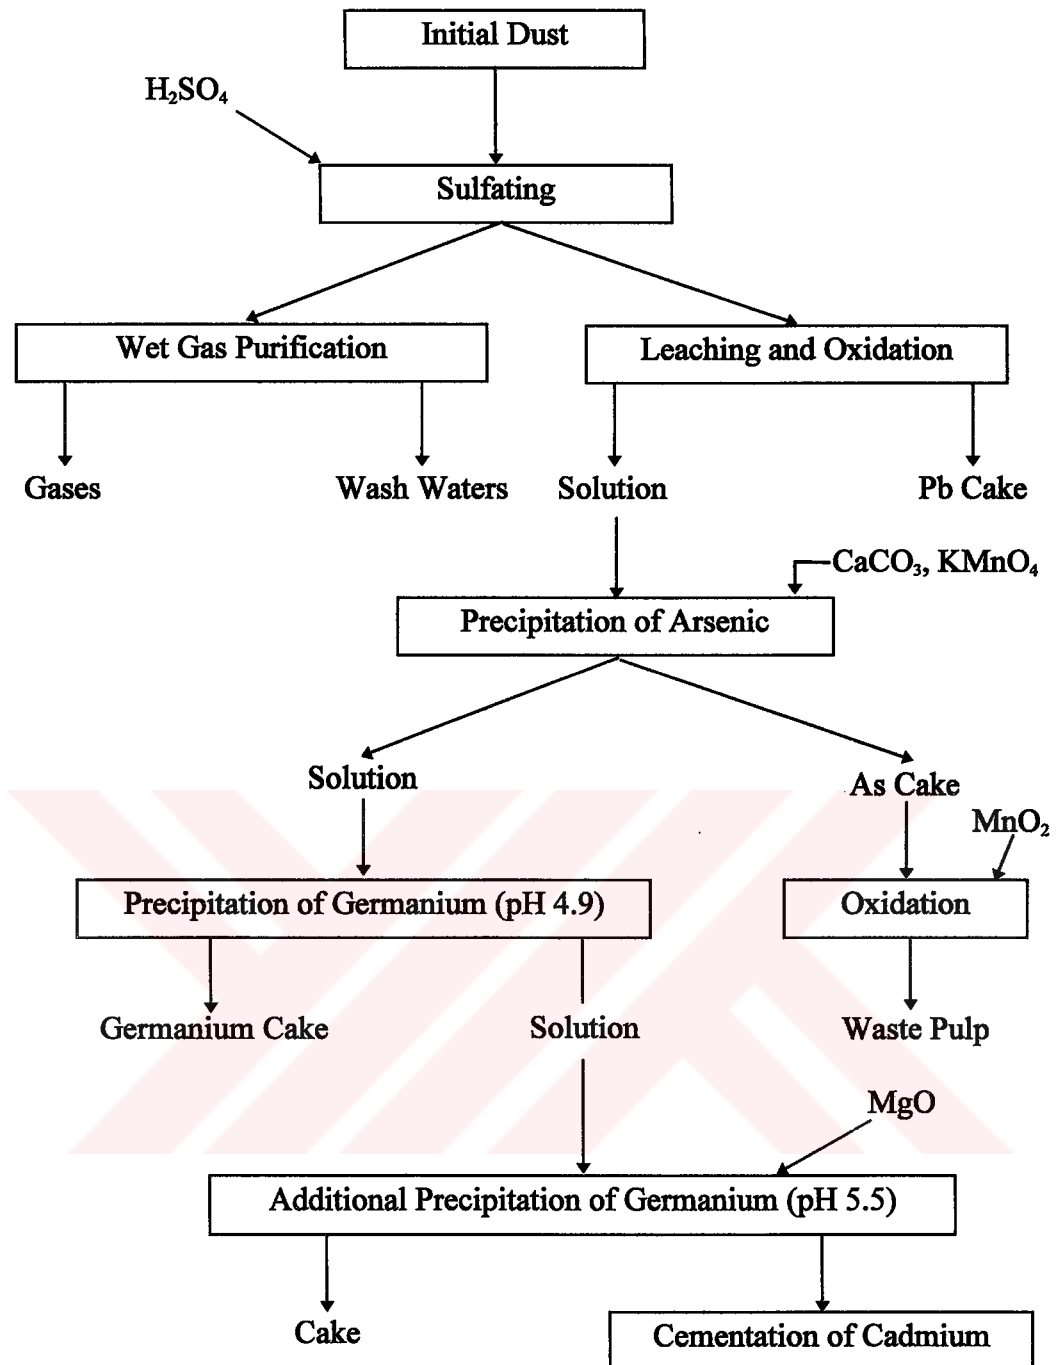 Initial Dust
H₂SO₄
Sulfating
Wet Gas Purification
Leaching and Oxidation
Gases
Wash Waters
Solution
Pb Cake
CaCO₃, KMnO₄
Precipitation of Arsenic
Solution
As Cake
MnO₂
Precipitation of Germanium (pH 4.9)
Oxidation
Germanium Cake
Solution
Waste Pulp
MgO
Additional Precipitation of Germanium (pH 5.5)
Cake
Cementation of Cadmium